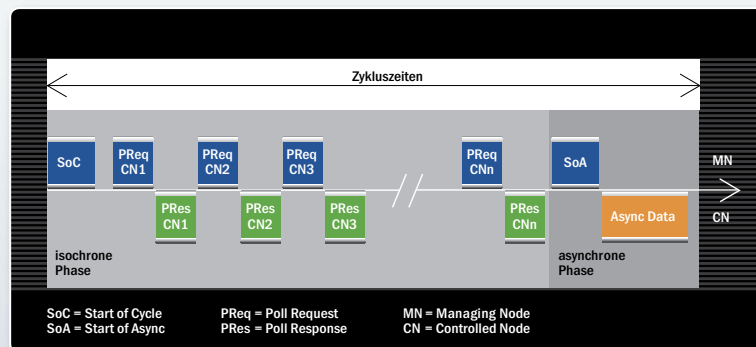 Zykluszeiten
SoC
PReq
CN1
PReq
CN2
PReq
CN3
PReq
CNn
SoA
MN
PRes
CN1
PRes
CN2
PRes
CN3
PRes
CNn
Async Data
CN
isochrone
Phase
asynchrone
Phase
SoC = Start of Cycle
SoA = Start of Async
PReq = Poll Request
PRes = Poll Response
MN = Managing Node
CN = Controlled Node